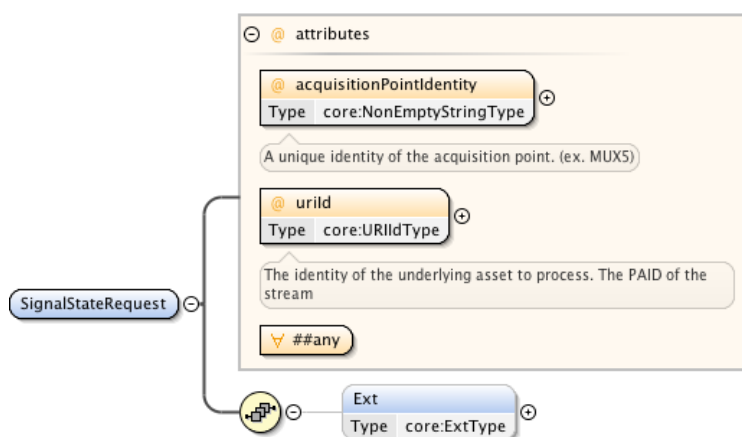 @ attributes
@ acquisitionPointIdentity
Type core:NonEmptyStringType
A unique identity of the acquisition point. (ex. MUX5)
@ uriId
Type core:URIIdType
The identity of the underlying asset to process. The PAID of the
stream
∀ ##any
SignalStateRequest
Ext
Type core:ExtType